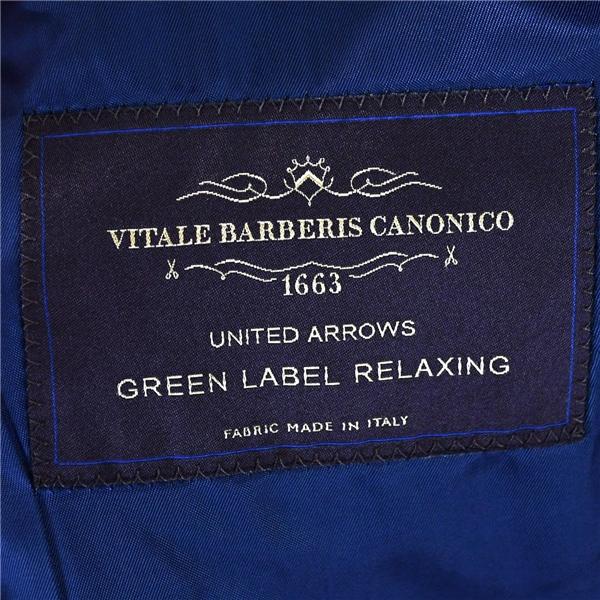 VITALE BARBERIS CANONICO
1663
UNITED ARROWS
GREEN LABEL RELAXING
FABRIC MADE IN ITALY